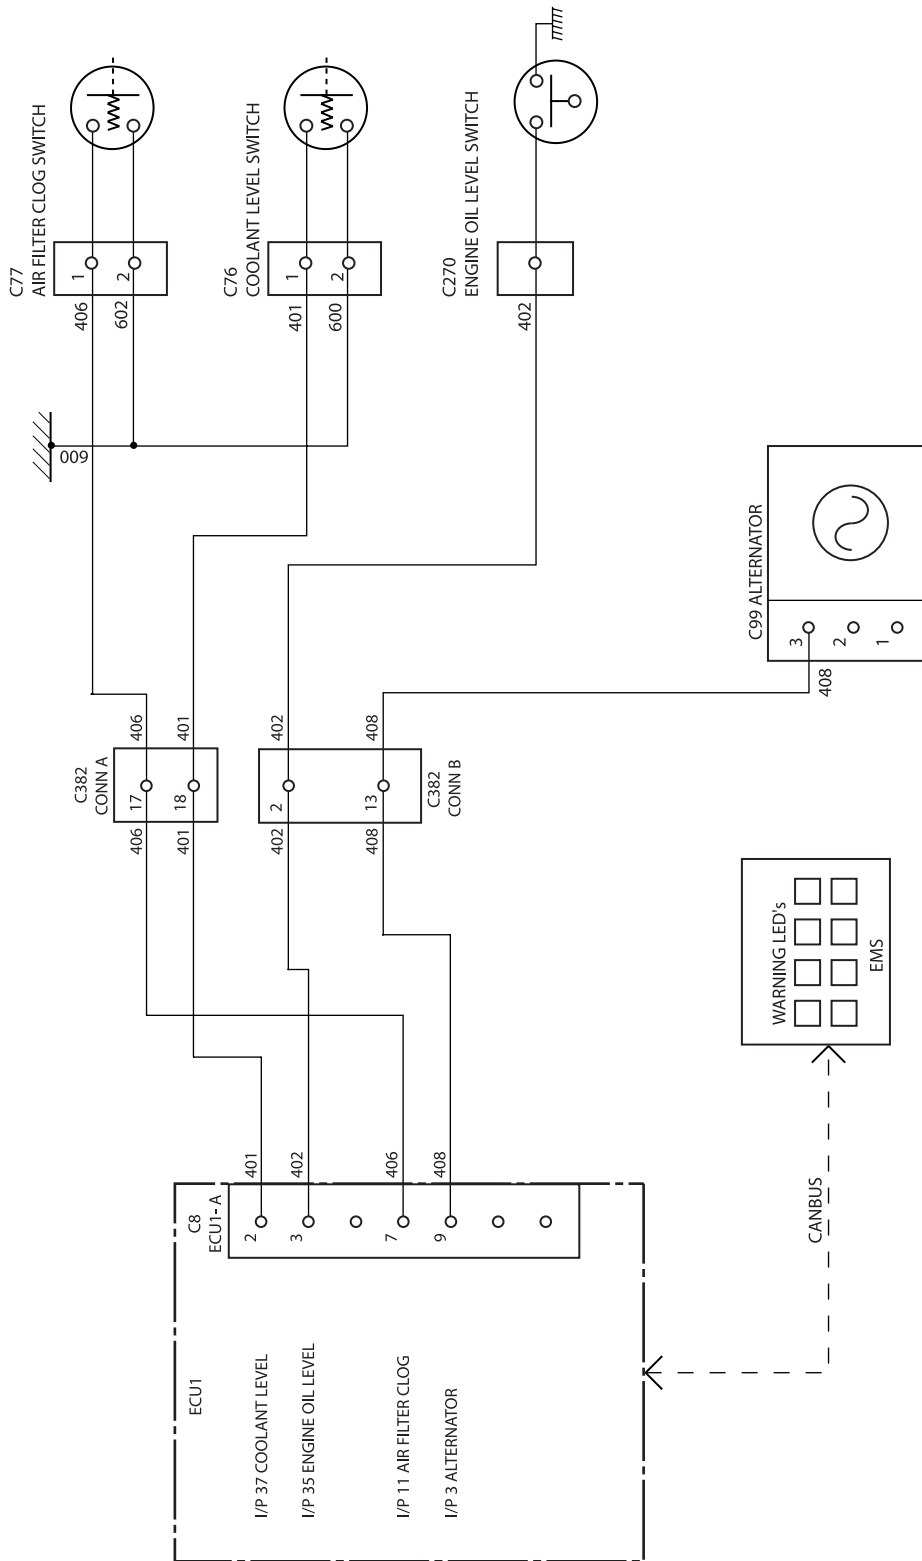 C77
AIR FILTER CLOG SWITCH
1
2
406
602
C76
COOLANT LEVEL SWITCH
1
2
401
600
C270
ENGINE OIL LEVEL SWITCH
402
009
C99 ALTERNATOR
3
2
1
408
C382
CONN A
406
401
17
18
406
401
C382
CONN B
402
408
2
13
402
408
WARNING LED's
EMS
CANBUS
C8
ECU1- A
401
402
406
408
2
3
7
9
ECU1
I/P 37 COOLANT LEVEL
I/P 35 ENGINE OIL LEVEL
I/P 11 AIR FILTER CLOG
I/P 3 ALTERNATOR